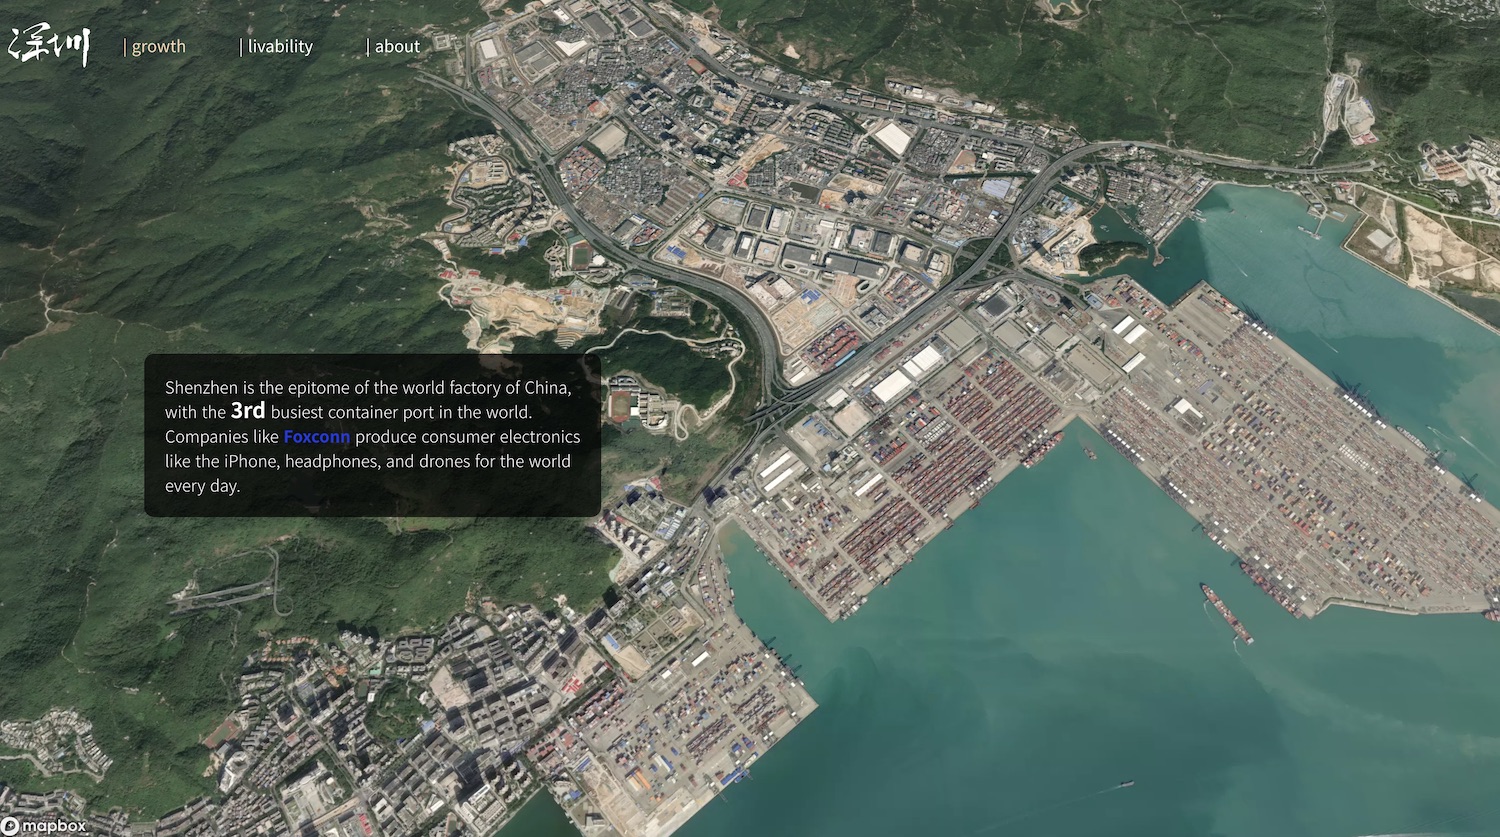 深圳
| growth
| livability
| about
Shenzhen is the epitome of the world factory of China,
with the 3rd busiest container port in the world.
Companies like Foxconn produce consumer electronics
like the iPhone, headphones, and drones for the world
every day.
mapbox